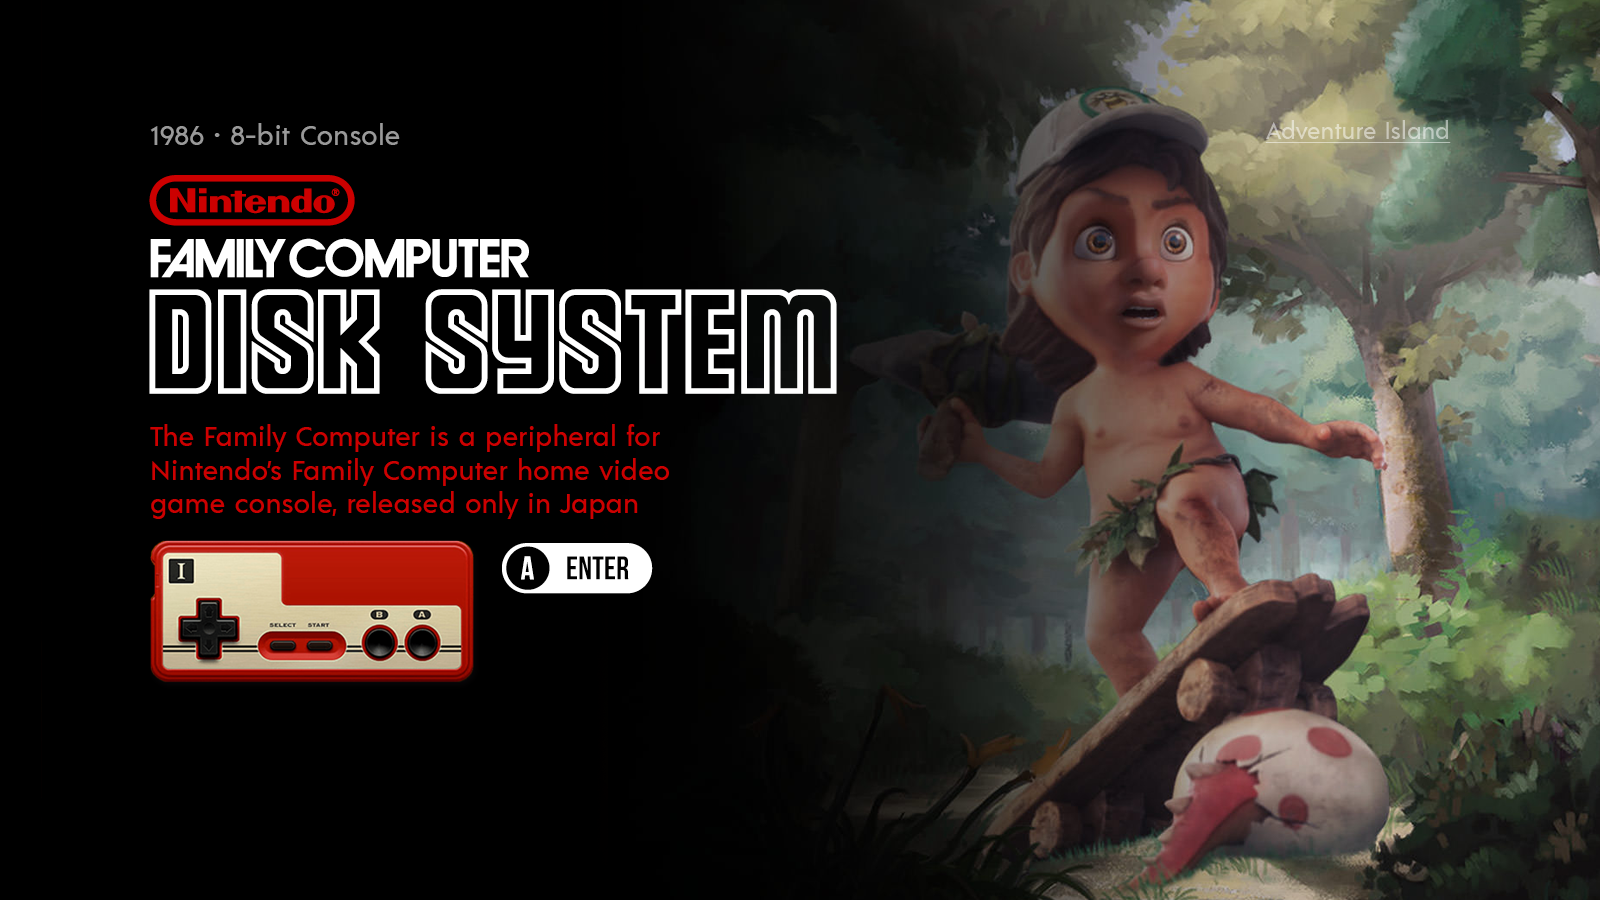 1986 · 8-bit Console
Adventure Island
Nintendo®
FAMILY COMPUTER
DISK SYSTEM
The Family Computer is a peripheral for
Nintendo's Family Computer home video
game console, released only in Japan
I
SELECT START B A
A ENTER